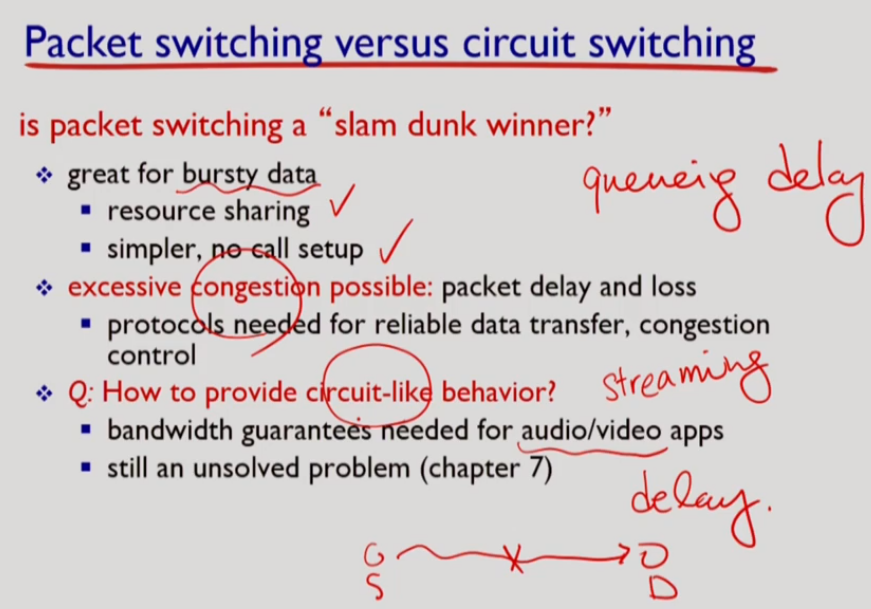 Packet switching versus circuit switching
is packet switching a “slam dunk winner?”
❖ great for bursty data
▪ resource sharing
▪ simpler, no call setup
queueig delay
❖ excessive congestion possible: packet delay and loss
▪ protocols needed for reliable data transfer, congestion
control
❖ Q: How to provide circuit-like behavior?
streaming
▪ bandwidth guarantees needed for audio/video apps
▪ still an unsolved problem (chapter 7)
delay.
S
D